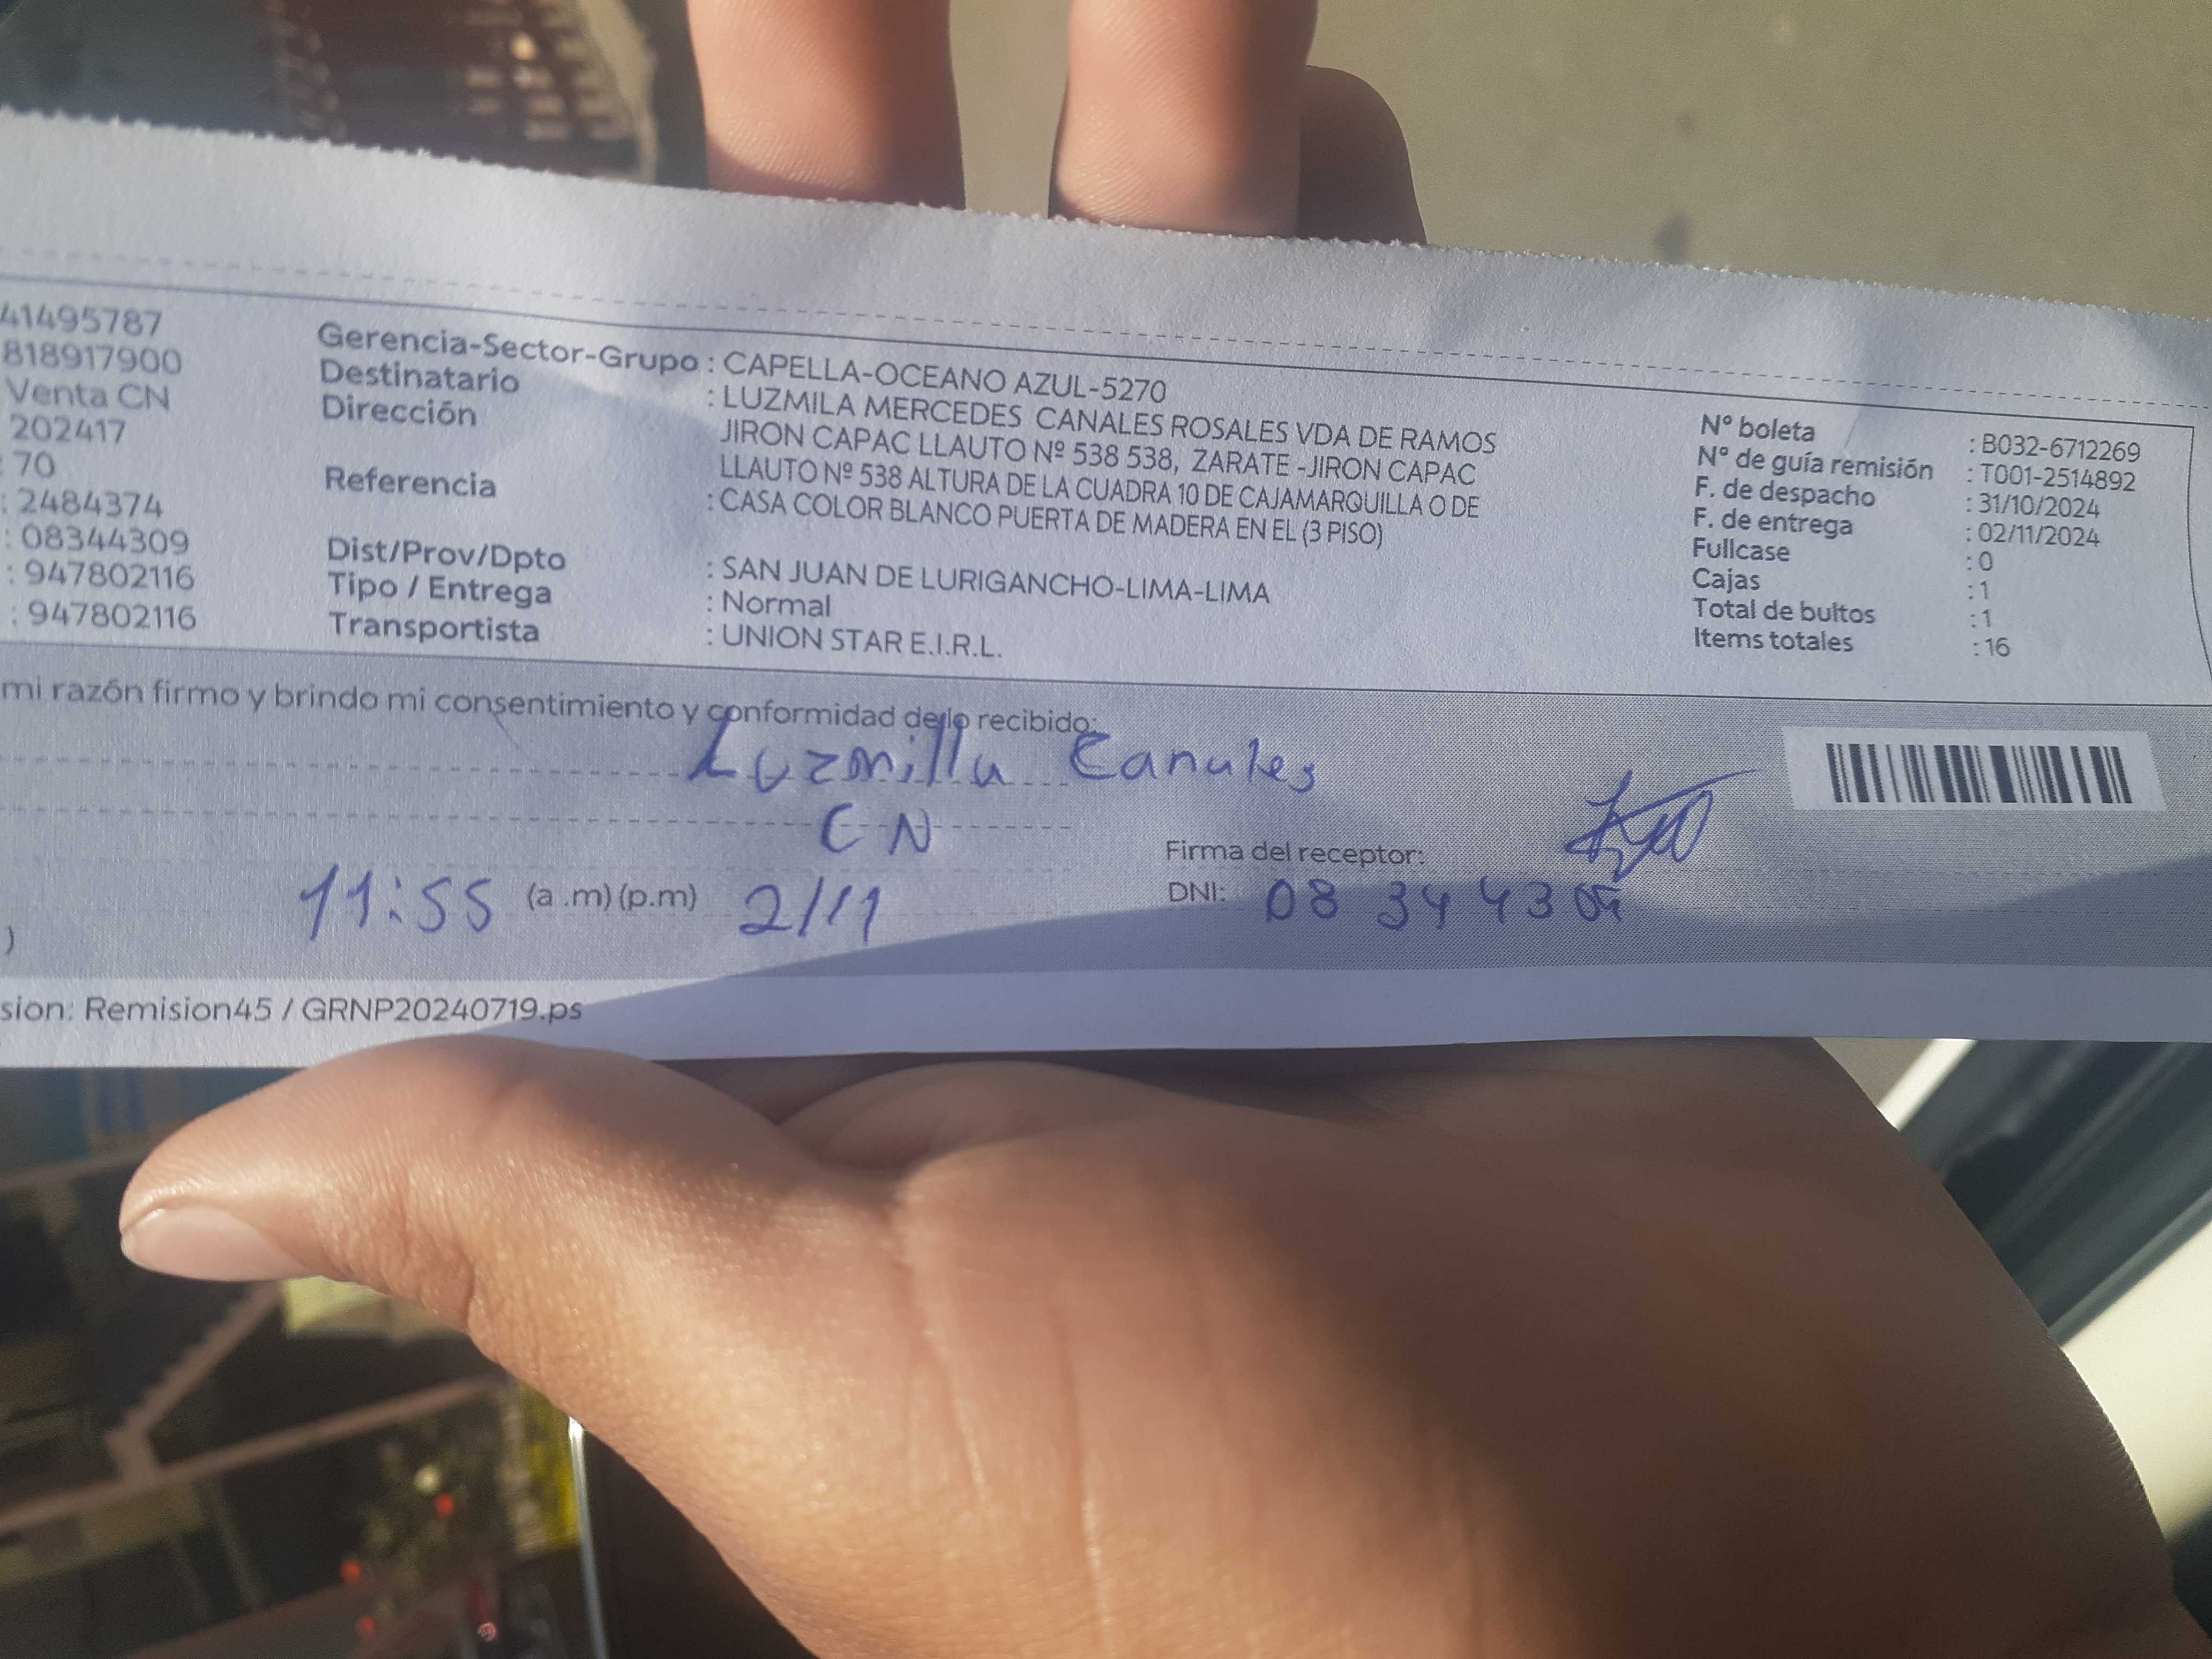 41495787
818917900
Venta CN
202417
: 70
: 2484374
: 08344309
: 947802116
: 947802116
Gerencia-Sector-Grupo : CAPELLA-OCEANO AZUL-5270
Destinatario : LUZMILA MERCEDES CANALES ROSALES VDA DE RAMOS
Dirección JIRON CAPAC LLAUTO Nº 538 538, ZARATE -JIRON CAPAC
LLAUTO Nº 538 ALTURA DE LA CUADRA 10 DE CAJAMARQUILLA O DE
Referencia : CASA COLOR BLANCO PUERTA DE MADERA EN EL (3 PISO)
Dist/Prov/Dpto : SAN JUAN DE LURIGANCHO-LIMA-LIMA
Tipo / Entrega : Normal
Transportista : UNION STAR E.I.R.L.
N° boleta : B032-6712269
N° de guía remisión : T001-2514892
F. de despacho : 31/10/2024
F. de entrega : 02/11/2024
Fullcase : 0
Cajas : 1
Total de bultos : 1
Items totales : 16
mi razón firmo y brindo mi consentimiento y conformidad de lo recibido:
Luzmilla Canales
CN
Firma del receptor:
11:55 (a .m) (p.m) 2/11
DNI: 08 34 43 09
)
sion: Remision45 / GRNP20240719.ps